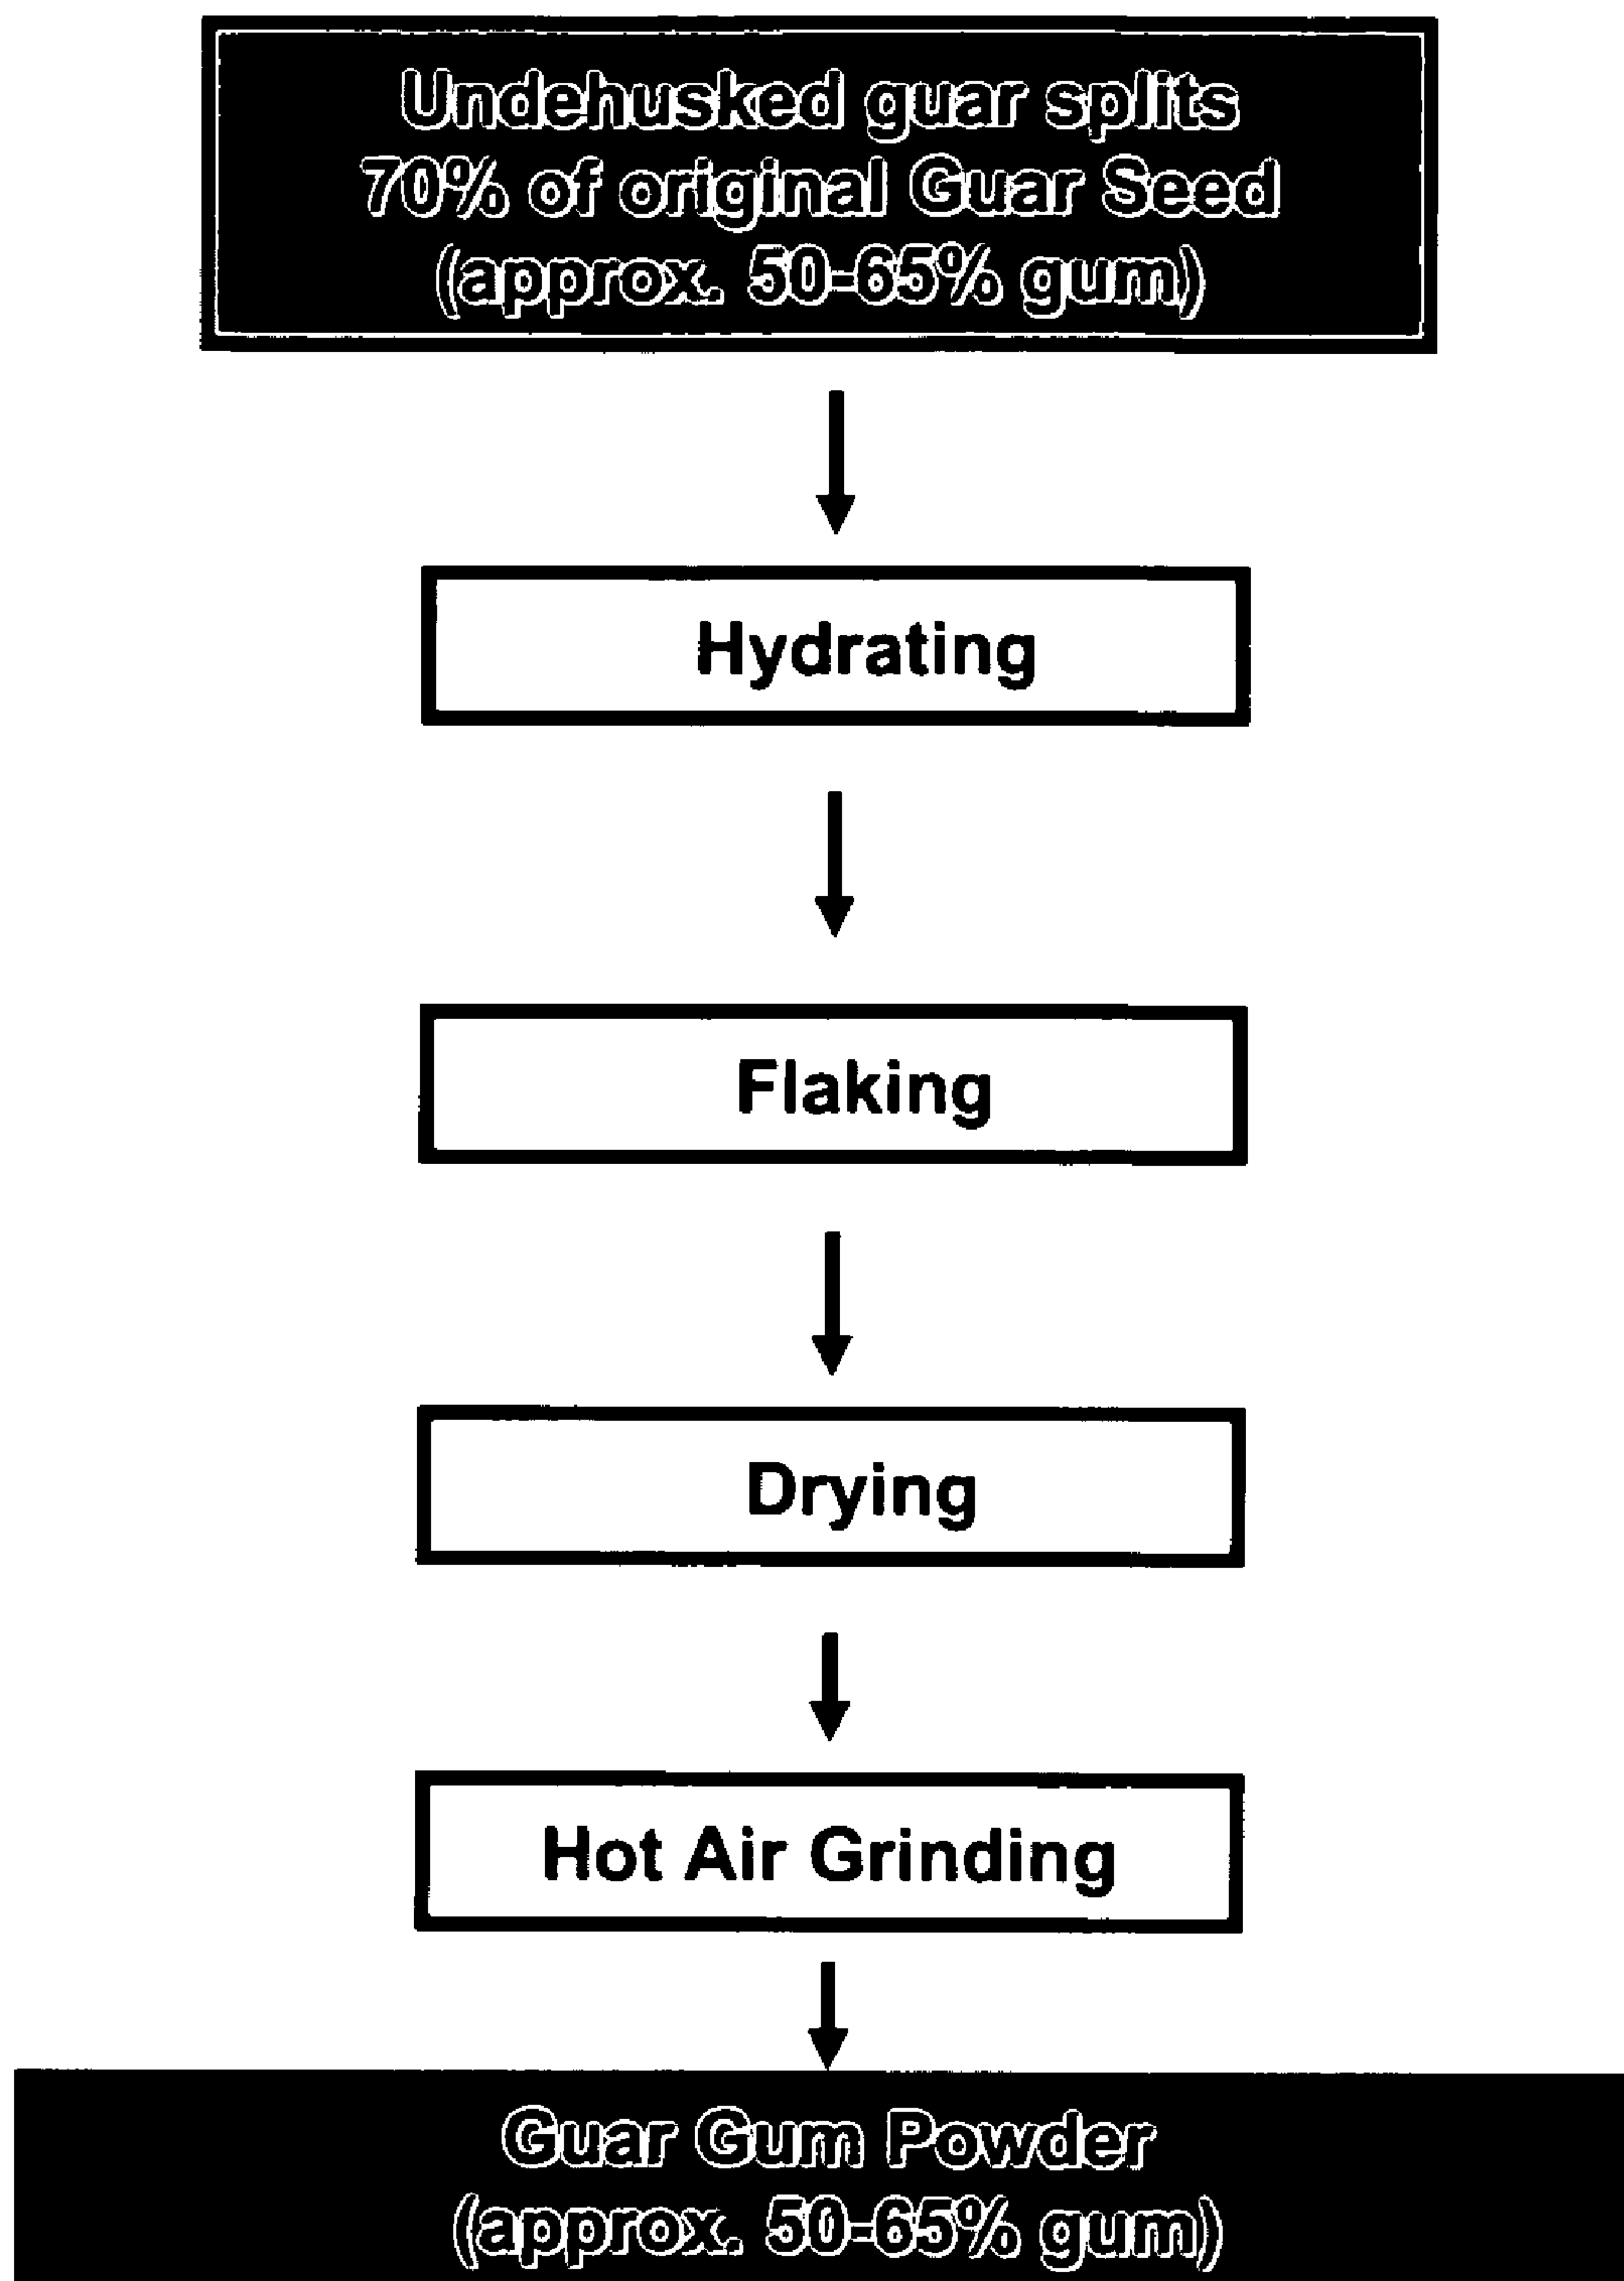 Undehusked guar splits
70% of original Guar Seed
(approx. 50-65% gum)
Hydrating
Flaking
Drying
Hot Air Grinding
Guar Gum Powder
(approx. 50-65% gum)